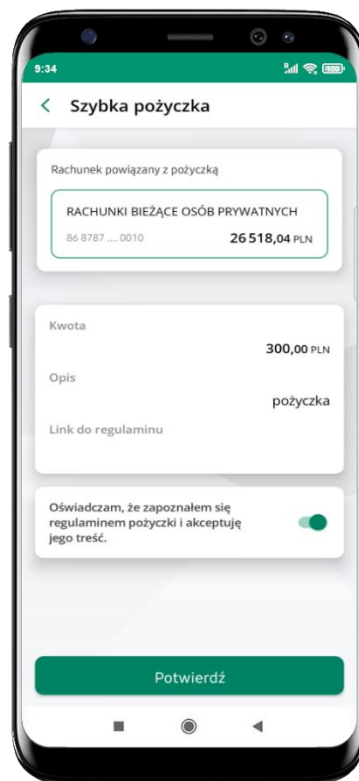 9:34
Szybka pożyczka
Rachunek powiązany z pożyczką
RACHUNKI BIEŻĄCE OSÓB PRYWATNYCH
86 8787 .... 0010 26 518,04 PLN
Kwota
300,00 PLN
Opis
pożyczka
Link do regulaminu
Oświadczam, że zapoznałem się
regulaminem pożyczki i akceptuję
jego treść.
Potwierdź